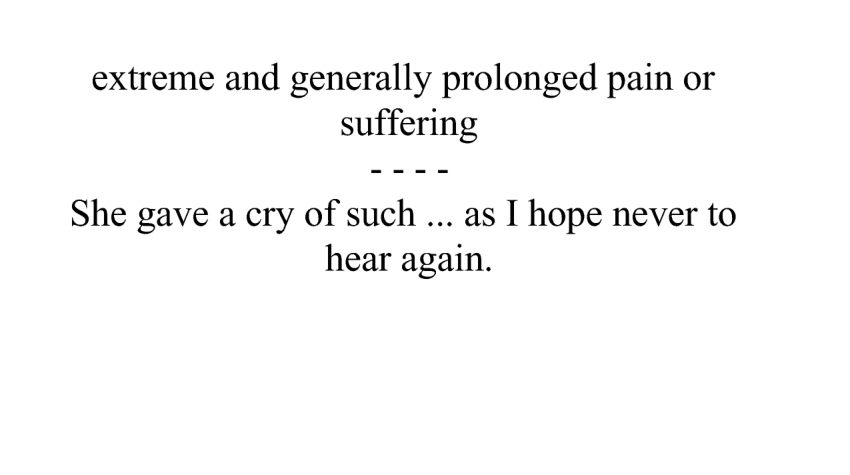 extreme and generally prolonged pain or
suffering
- - - -
She gave a cry of such ... as I hope never to
hear again.